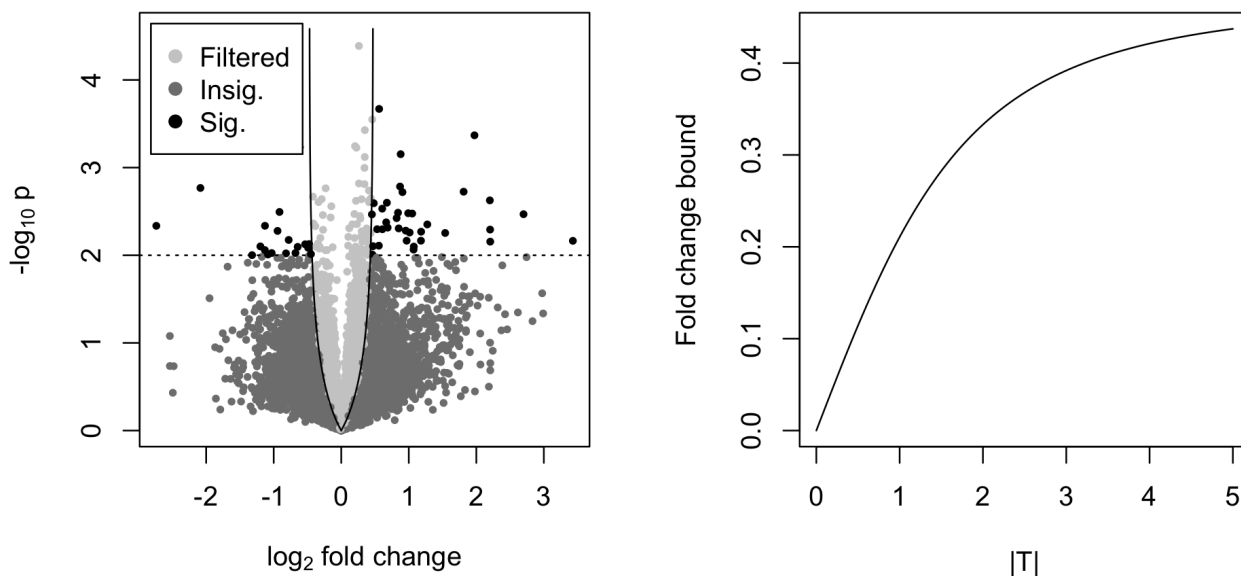 Filtered
Insig.
Sig.
-log10 p
4
3
2
1
0
-2 -1 0 1 2 3
log2 fold change
Fold change bound
0.4
0.3
0.2
0.1
0.0
0 1 2 3 4 5
|T|